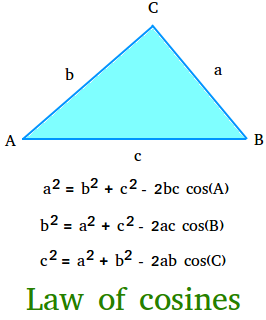 C
b
a
A
B
c
a² = b² + c² - 2bc cos(A)
b² = a² + c² - 2ac cos(B)
c² = a² + b² - 2ab cos(C)
Law of cosines